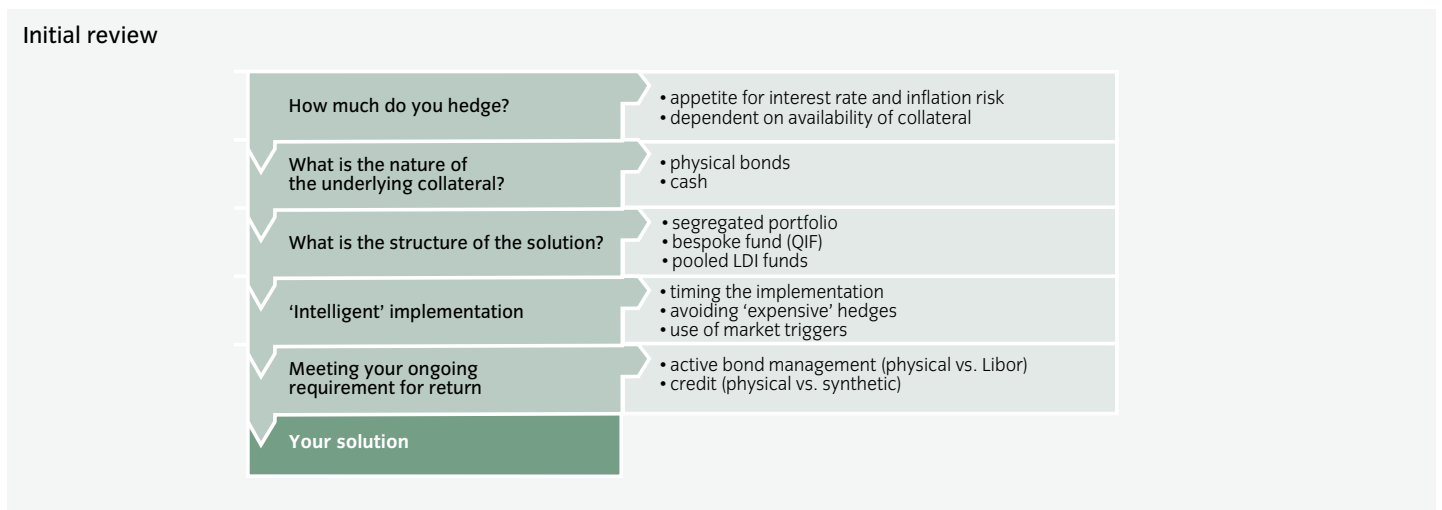 Initial review
How much do you hedge?
• appetite for interest rate and inflation risk
• dependent on availability of collateral
What is the nature of
the underlying collateral?
• physical bonds
• cash
What is the structure of the solution?
• segregated portfolio
• bespoke fund (QIF)
• pooled LDI funds
‘Intelligent’ implementation
• timing the implementation
• avoiding ‘expensive’ hedges
• use of market triggers
Meeting your ongoing
requirement for return
• active bond management (physical vs. Libor)
• credit (physical vs. synthetic)
Your solution